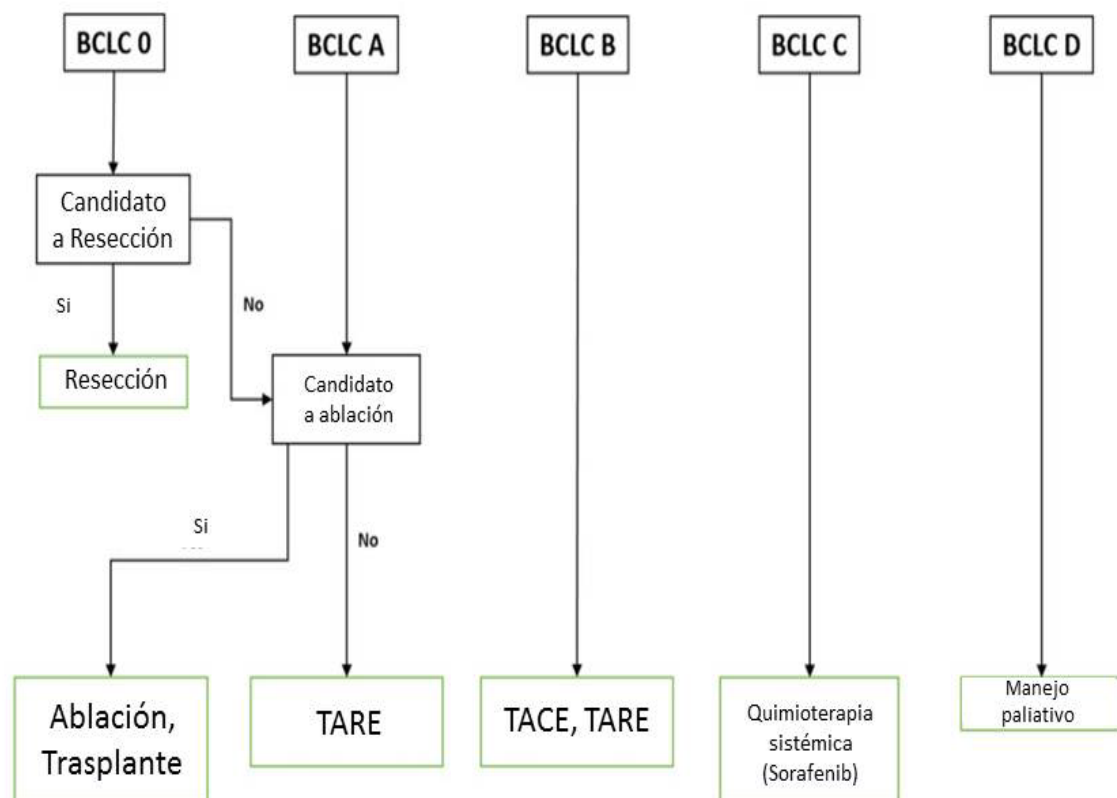 BCLC 0
BCLC A
BCLC B
BCLC C
BCLC D
Candidato
a Resección
Si
No
Resección
Candidato
a ablación
Si
No
Ablación,
Trasplante
TARE
TACE, TARE
Quimioterapia
sistémica
(Sorafenib)
Manejo
paliativo